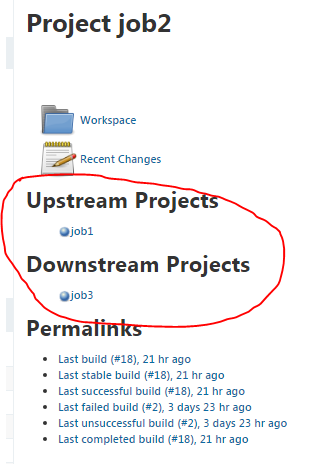 Project job2
Workspace
Recent Changes
Upstream Projects
job1
Downstream Projects
job3
Permalinks
Last build (#18), 21 hr ago
Last stable build (#18), 21 hr ago
Last successful build (#18), 21 hr ago
Last failed build (#2), 3 days 23 hr ago
Last unsuccessful build (#2), 3 days 23 hr ago
Last completed build (#18), 21 hr ago